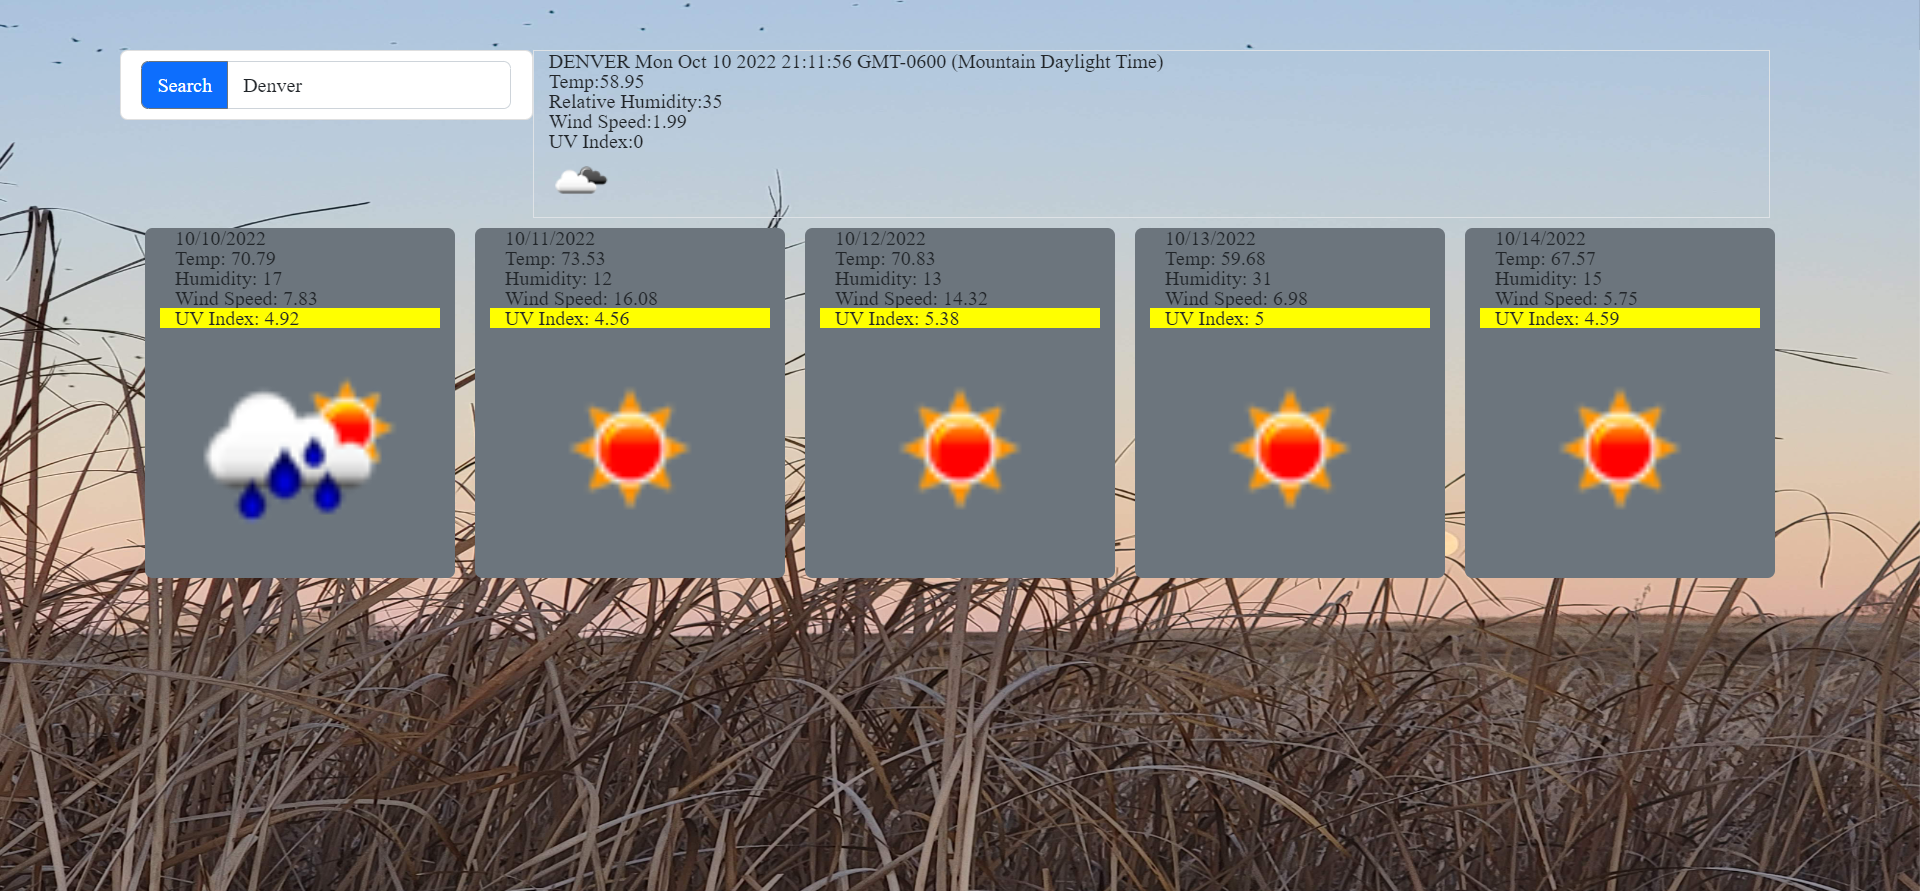 Search
Denver
DENVER Mon Oct 10 2022 21:11:56 GMT-0600 (Mountain Daylight Time)
Temp:58.95
Relative Humidity:35
Wind Speed:1.99
UV Index:0
10/10/2022
Temp: 70.79
Humidity: 17
Wind Speed: 7.83
UV Index: 4.92
10/11/2022
Temp: 73.53
Humidity: 12
Wind Speed: 16.08
UV Index: 4.56
10/12/2022
Temp: 70.83
Humidity: 13
Wind Speed: 14.32
UV Index: 5.38
10/13/2022
Temp: 59.68
Humidity: 31
Wind Speed: 6.98
UV Index: 5
10/14/2022
Temp: 67.57
Humidity: 15
Wind Speed: 5.75
UV Index: 4.59